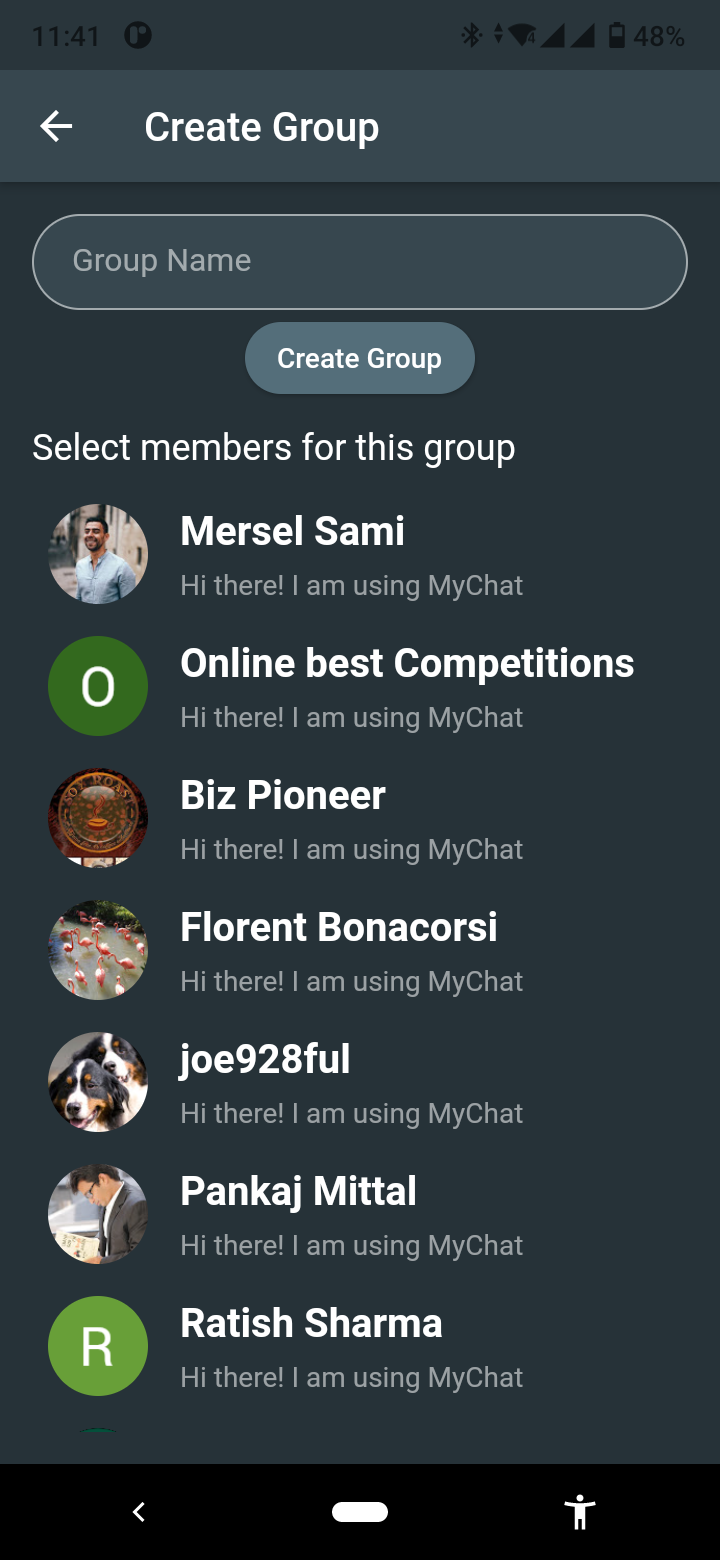 11:41
48%
Create Group
Group Name
Create Group
Select members for this group
Mersel Sami
Hi there! I am using MyChat
O
Online best Competitions
Hi there! I am using MyChat
Biz Pioneer
Hi there! I am using MyChat
Florent Bonacorsi
Hi there! I am using MyChat
joe928ful
Hi there! I am using MyChat
Pankaj Mittal
Hi there! I am using MyChat
R
Ratish Sharma
Hi there! I am using MyChat